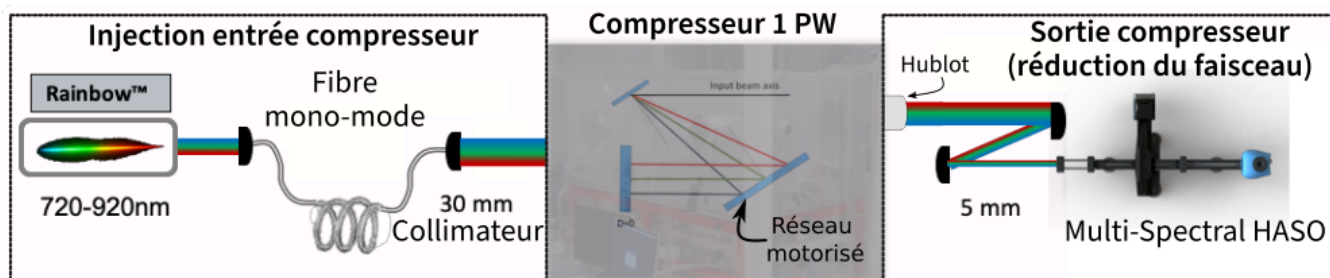 Injection entrée compresseur
Rainbow™
Fibre
mono-mode
720-920nm
30 mm
Collimateur
Compresseur 1 PW
Input beam axis
D=0
Réseau
motorisé
Sortie compresseur
(réduction du faisceau)
Hublot
5 mm
Multi-Spectral HASO